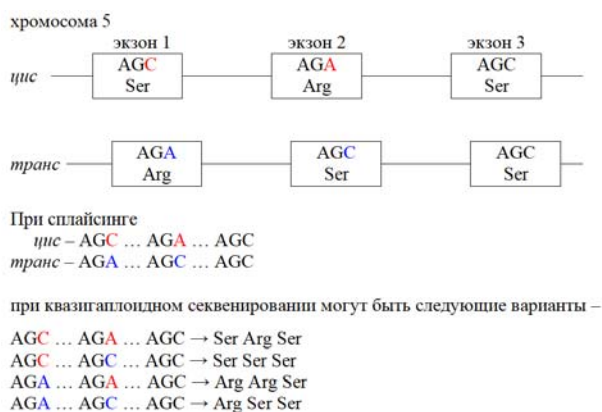 хромосома 5
экзон 1 экзон 2 экзон 3
цис AGC AGA AGC
Ser Arg Ser
транс AGA AGC AGC
Arg Ser Ser
При сплайсинге
цис – AGC ... AGA ... AGC
транс – AGA ... AGC ... AGC
при квазигаплоидном секвенировании могут быть следующие варианты –
AGC ... AGA ... AGC → Ser Arg Ser
AGC ... AGC ... AGC → Ser Ser Ser
AGA ... AGA ... AGC → Arg Arg Ser
AGA ... AGC ... AGC → Arg Ser Ser